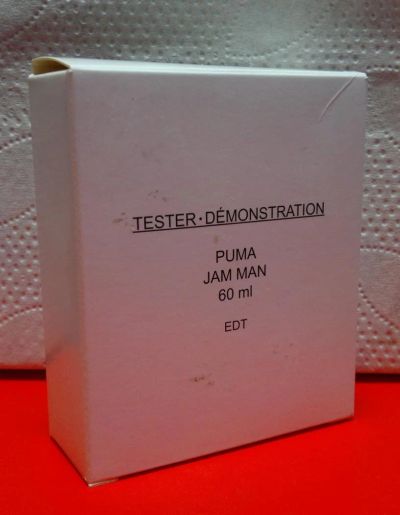 TESTER·DÉMONSTRATION
PUMA
JAM MAN
60 ml
EDT